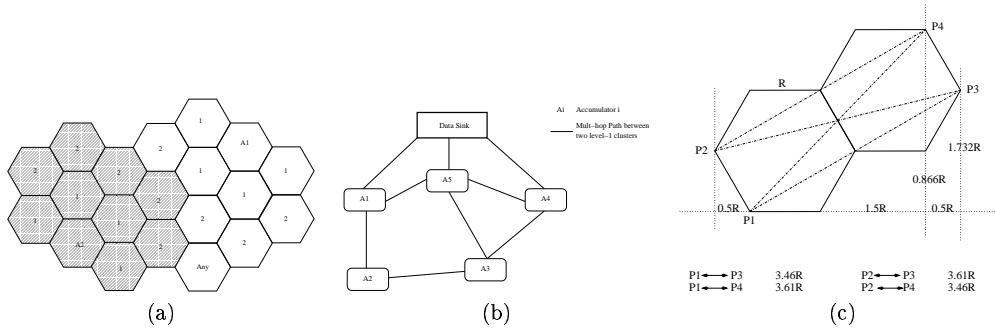 1
2
1
A1
2
2
1
1
2
2
1
1
2
1
2
2
A2
2
2
1
Any
(a)
Data Sink
A5
A1
A4
A3
A2
Ai Accumulator i
Mult-hop Path between
two level-1 clusters
(b)
P4
R
P3
P2
1.732R
0.866R
0.5R
1.5R
0.5R
P1
P1 P3 3.46R P2 P3 3.61R
P1 P4 3.61R P2 P4 3.46R
(c)